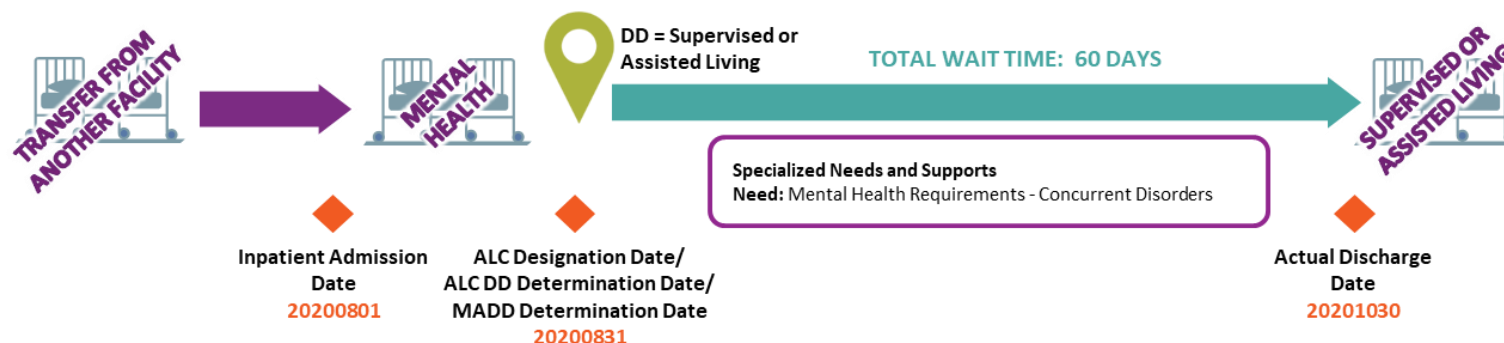 TRANSFER FROM
ANOTHER FACILITY
MENTAL
HEALTH
DD = Supervised or
Assisted Living
TOTAL WAIT TIME:  60 DAYS
SUPERVISED OR
ASSISTED LIVING
Specialized Needs and Supports
Need: Mental Health Requirements - Concurrent Disorders
Inpatient Admission
Date
20200801
ALC Designation Date/
ALC DD Determination Date/
MADD Determination Date
20200831
Actual Discharge
Date
20201030